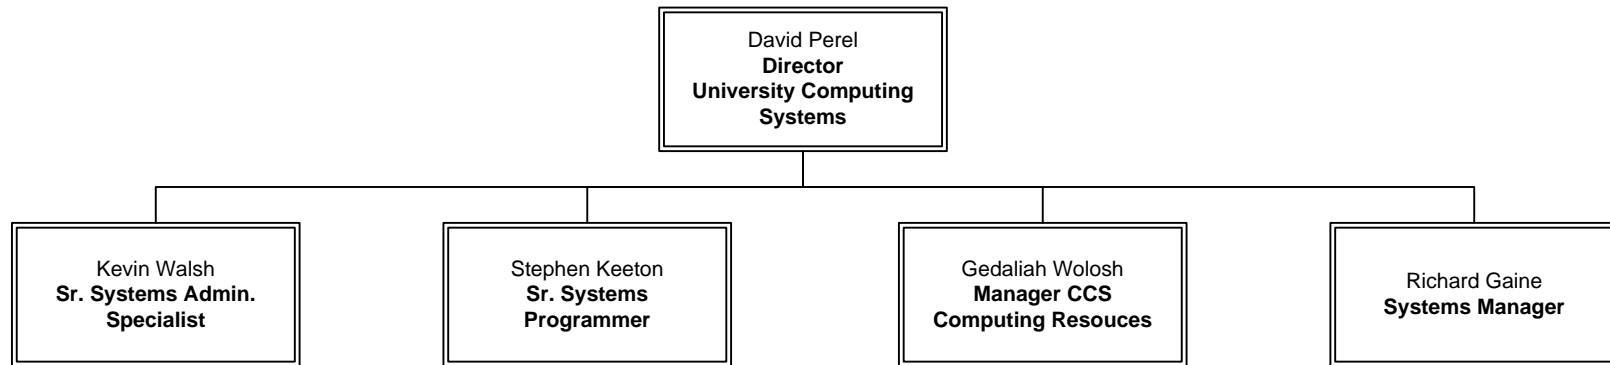 David Perel
Director
University Computing
Systems
Kevin Walsh
Sr. Systems Admin.
Specialist
Stephen Keeton
Sr. Systems
Programmer
Gedaliah Wolosh
Manager CCS
Computing Resouces
Richard Gaine
Systems Manager